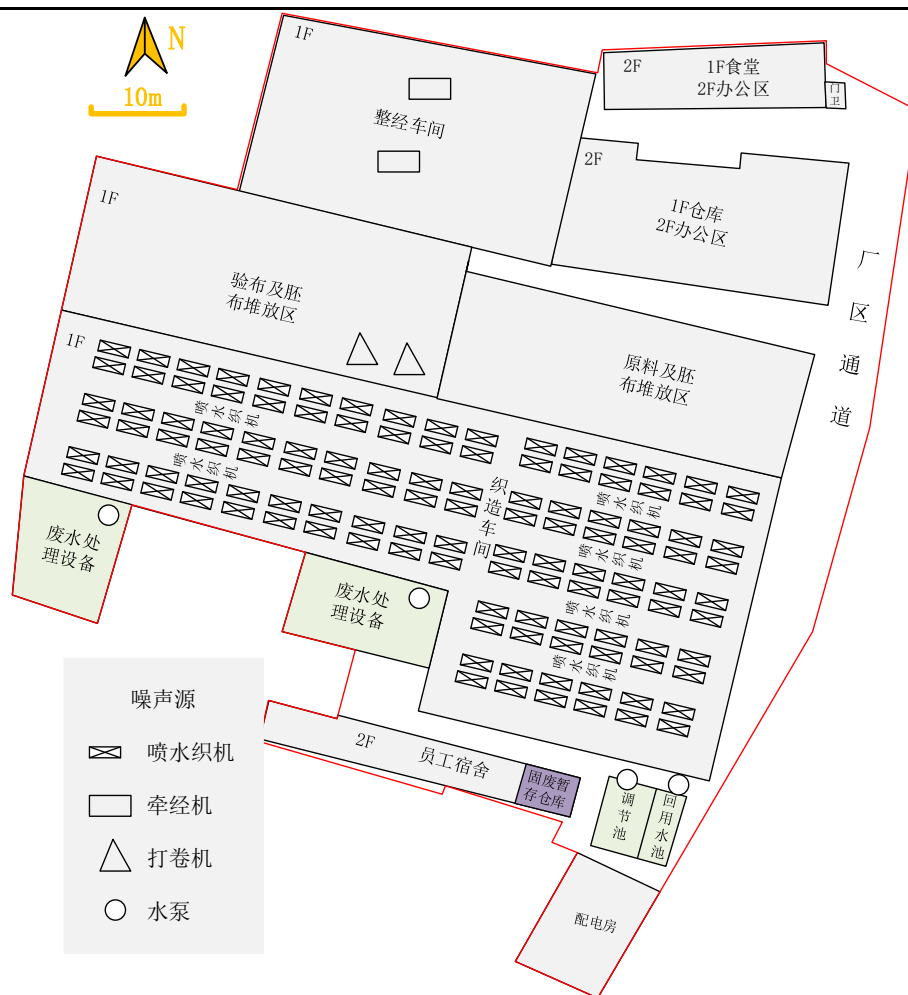 N
10m
1F
整经车间
2F
1F食堂
2F办公区
门卫
2F
1F仓库
2F办公区
厂区通道
1F
验布及胚
布堆放区
原料及胚
布堆放区
1F
喷水织机
喷水织机
织造车间
喷水织机
喷水织机
喷水织机
喷水织机
废水处
理设备
废水处
理设备
2F
员工宿舍
固废暂
存仓库
调节池
回用水池
配电房
噪声源
喷水织机
牵经机
打卷机
水泵